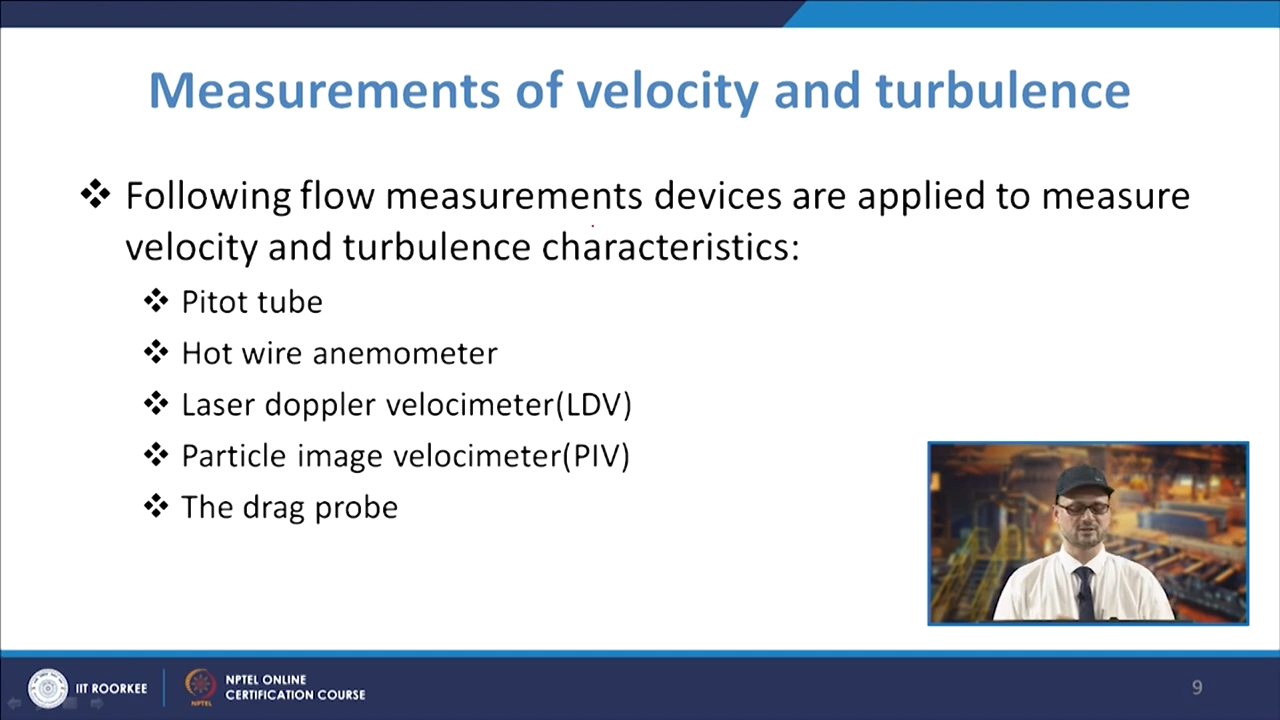 Measurements of velocity and turbulence
❖ Following flow measurements devices are applied to measure
velocity and turbulence characteristics:
❖ Pitot tube
❖ Hot wire anemometer
❖ Laser doppler velocimeter(LDV)
❖ Particle image velocimeter(PIV)
❖ The drag probe
IIT ROORKEE
NPTEL
NPTEL ONLINE
CERTIFICATION COURSE
9